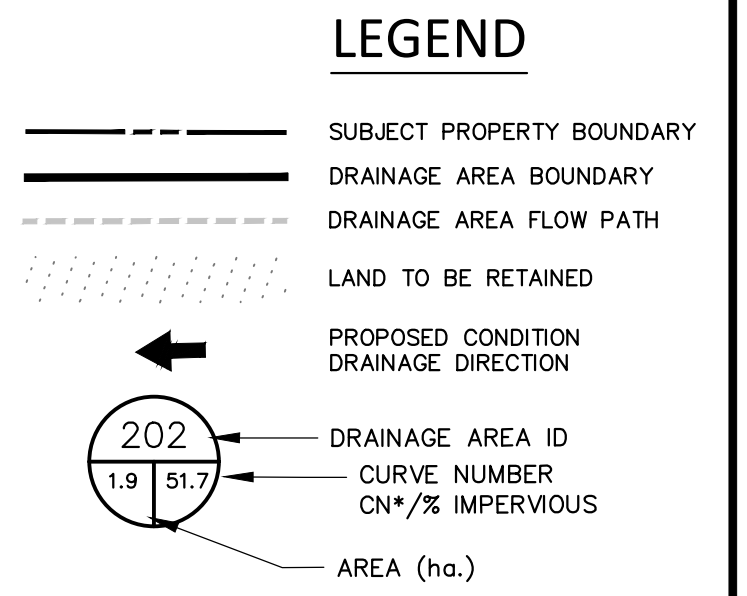 LEGEND
SUBJECT PROPERTY BOUNDARY
DRAINAGE AREA BOUNDARY
DRAINAGE AREA FLOW PATH
LAND TO BE RETAINED
PROPOSED CONDITION
DRAINAGE DIRECTION
202
DRAINAGE AREA ID
1.9 51.7
CURVE NUMBER
CN*/% IMPERVIOUS
AREA (ha.)